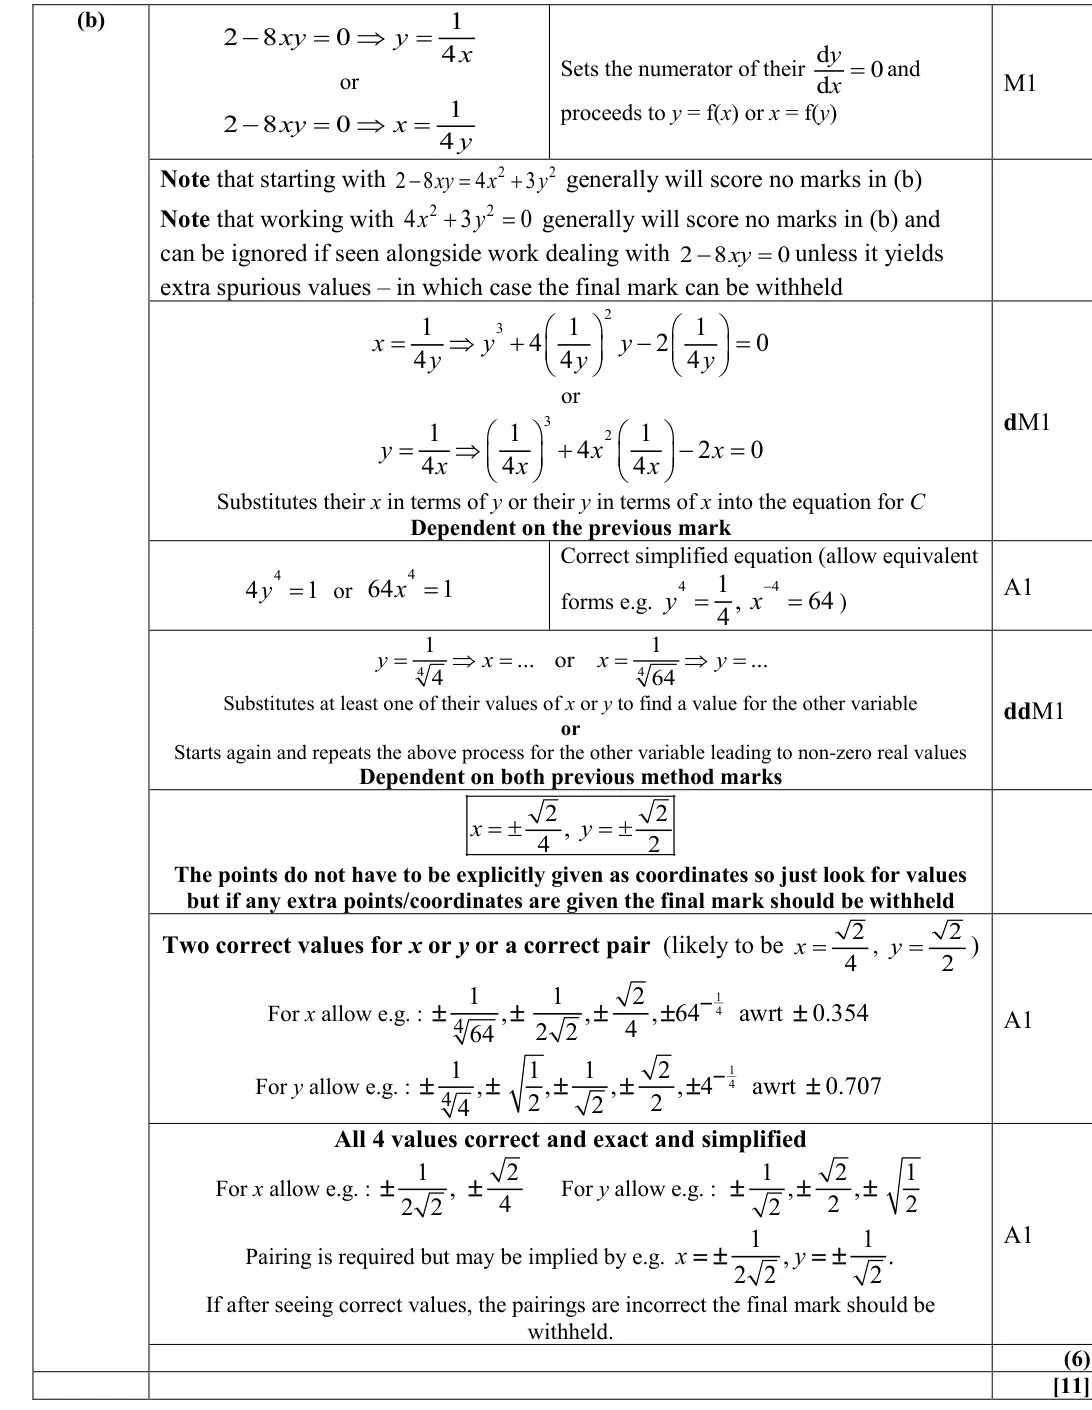 (b)
2 − 8xy = 0 ⇒ y = 1/(4x)
or
2 − 8xy = 0 ⇒ x = 1/(4y)
Sets the numerator of their dy/dx = 0 and
proceeds to y = f(x) or x = f(y)
M1
Note that starting with 2 − 8xy = 4x² + 3y² generally will score no marks in (b)
Note that working with 4x² + 3y² = 0 generally will score no marks in (b) and
can be ignored if seen alongside work dealing with 2 − 8xy = 0 unless it yields
extra spurious values – in which case the final mark can be withheld
x = 1/(4y) ⇒ y³ + 4(1/(4y))² y − 2(1/(4y)) = 0
or
y = 1/(4x) ⇒ (1/(4x))³ + 4x²(1/(4x)) − 2x = 0
Substitutes their x in terms of y or their y in terms of x into the equation for C
Dependent on the previous mark
dM1
4y⁴ = 1 or 64x⁴ = 1
Correct simplified equation (allow equivalent
forms e.g. y⁴ = 1/4, x⁻⁴ = 64 )
A1
y = 1/∜4 ⇒ x = ... or x = 1/∜64 ⇒ y = ...
Substitutes at least one of their values of x or y to find a value for the other variable
or
Starts again and repeats the above process for the other variable leading to non-zero real values
Dependent on both previous method marks
ddM1
x = ± √2/4, y = ± √2/2
The points do not have to be explicitly given as coordinates so just look for values
but if any extra points/coordinates are given the final mark should be withheld
Two correct values for x or y or a correct pair (likely to be x = √2/4, y = √2/2 )
For x allow e.g. : ± 1/∜64, ± 1/(2√2), ± √2/4, ±64^(−1/4) awrt ± 0.354
For y allow e.g. : ± 1/∜4, ± √(1/2), ± 1/√2, ± √2/2, ±4^(−1/4) awrt ± 0.707
A1
All 4 values correct and exact and simplified
For x allow e.g. : ± 1/(2√2), ± √2/4 For y allow e.g. : ± 1/√2, ± √2/2, ± √(1/2)
Pairing is required but may be implied by e.g. x = ± 1/(2√2), y = ± 1/√2.
If after seeing correct values, the pairings are incorrect the final mark should be
withheld.
A1
(6)
[11]